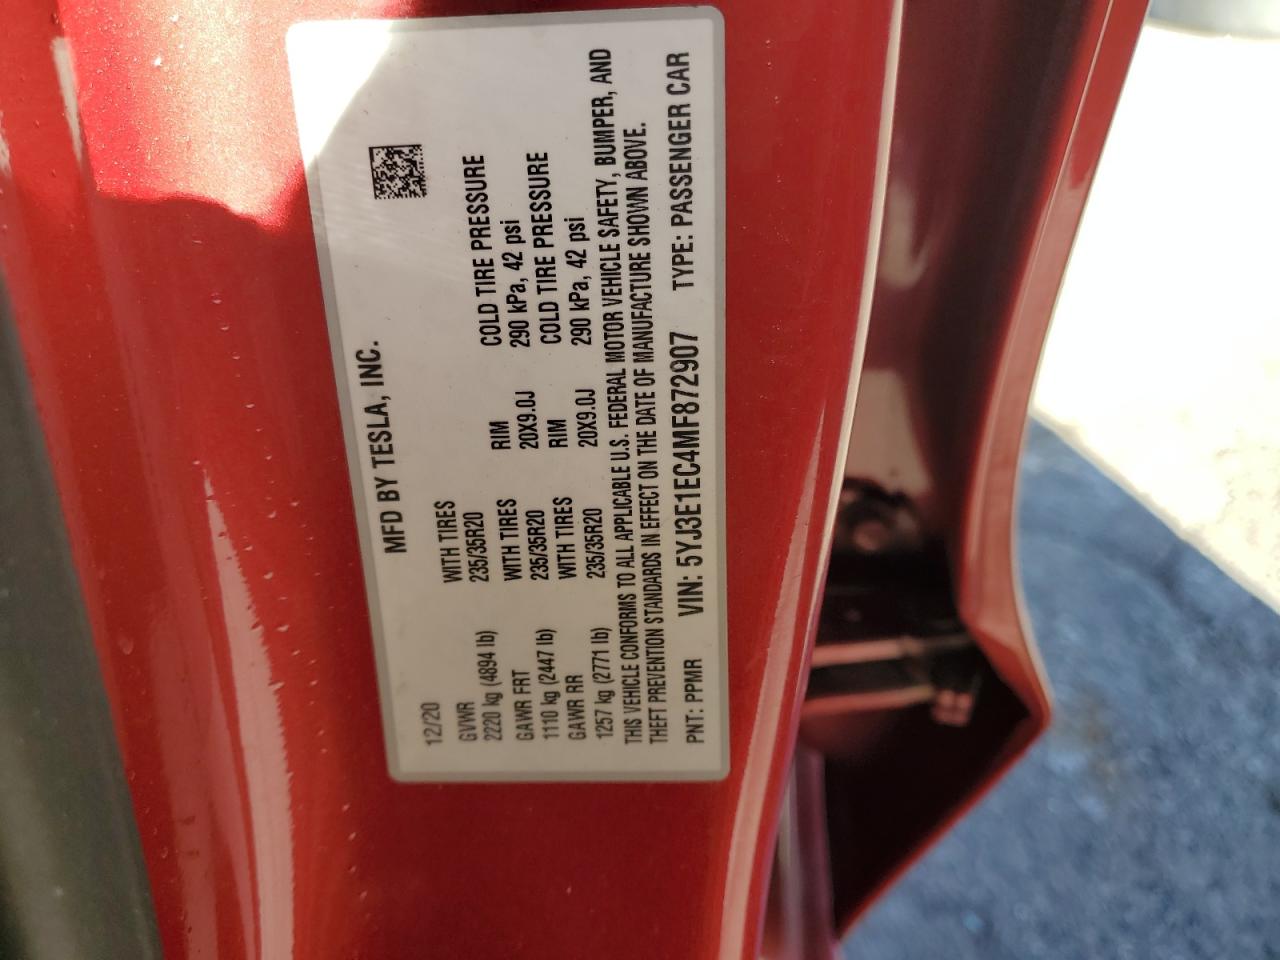 MFD BY TESLA, INC.
12/20
GVWR WITH TIRES RIM COLD TIRE PRESSURE
2220 kg (4894 lb) 235/35R20 20X9.0J 290 kPa, 42 psi
GAWR FRT WITH TIRES RIM COLD TIRE PRESSURE
1110 kg (2447 lb) 235/35R20 20X9.0J 290 kPa, 42 psi
GAWR RR WITH TIRES
1257 kg (2771 lb) 235/35R20
THIS VEHICLE CONFORMS TO ALL APPLICABLE U.S. FEDERAL MOTOR VEHICLE SAFETY, BUMPER, AND
THEFT PREVENTION STANDARDS IN EFFECT ON THE DATE OF MANUFACTURE SHOWN ABOVE.
PNT: PPMR VIN: 5YJ3E1EC4MF872907 TYPE: PASSENGER CAR